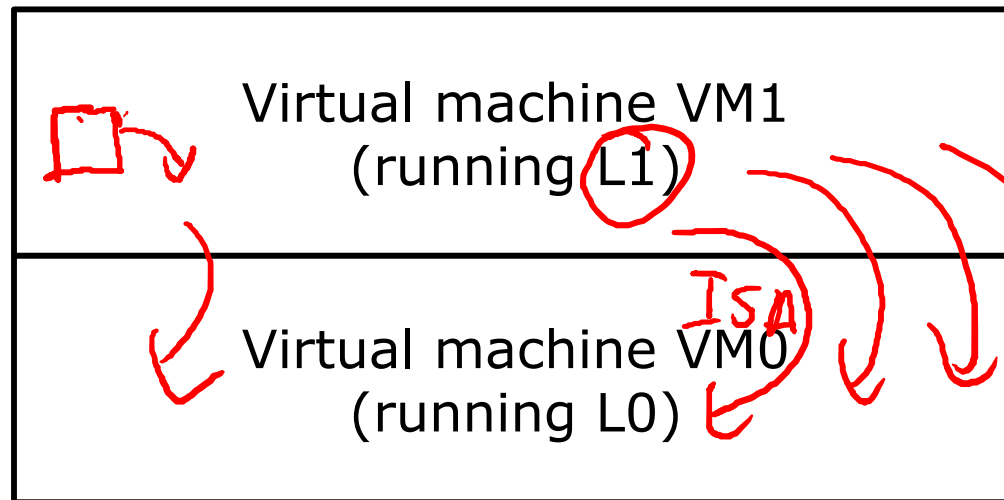 Virtual machine VM1
(running L1)
ISA
Virtual machine VM0
(running L0)